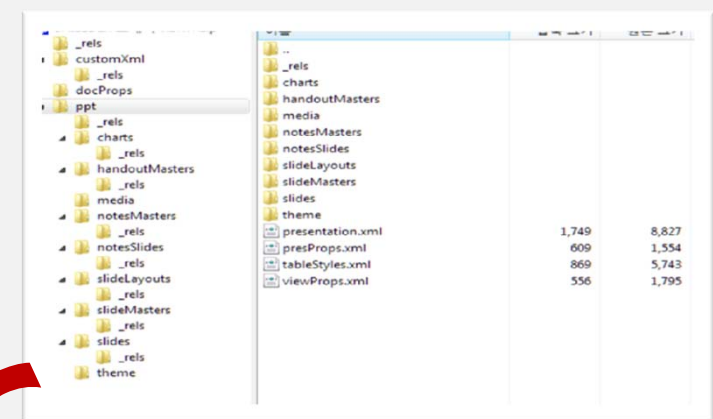 _rels
customXml
_rels
docProps
ppt
_rels
charts
_rels
handoutMasters
_rels
media
notesMasters
_rels
notesSlides
_rels
slideLayouts
_rels
slideMasters
_rels
slides
_rels
theme
..
_rels
charts
handoutMasters
media
notesMasters
notesSlides
slideLayouts
slideMasters
slides
theme
presentation.xml 1,749 8,827
presProps.xml 609 1,554
tableStyles.xml 869 5,743
viewProps.xml 556 1,795